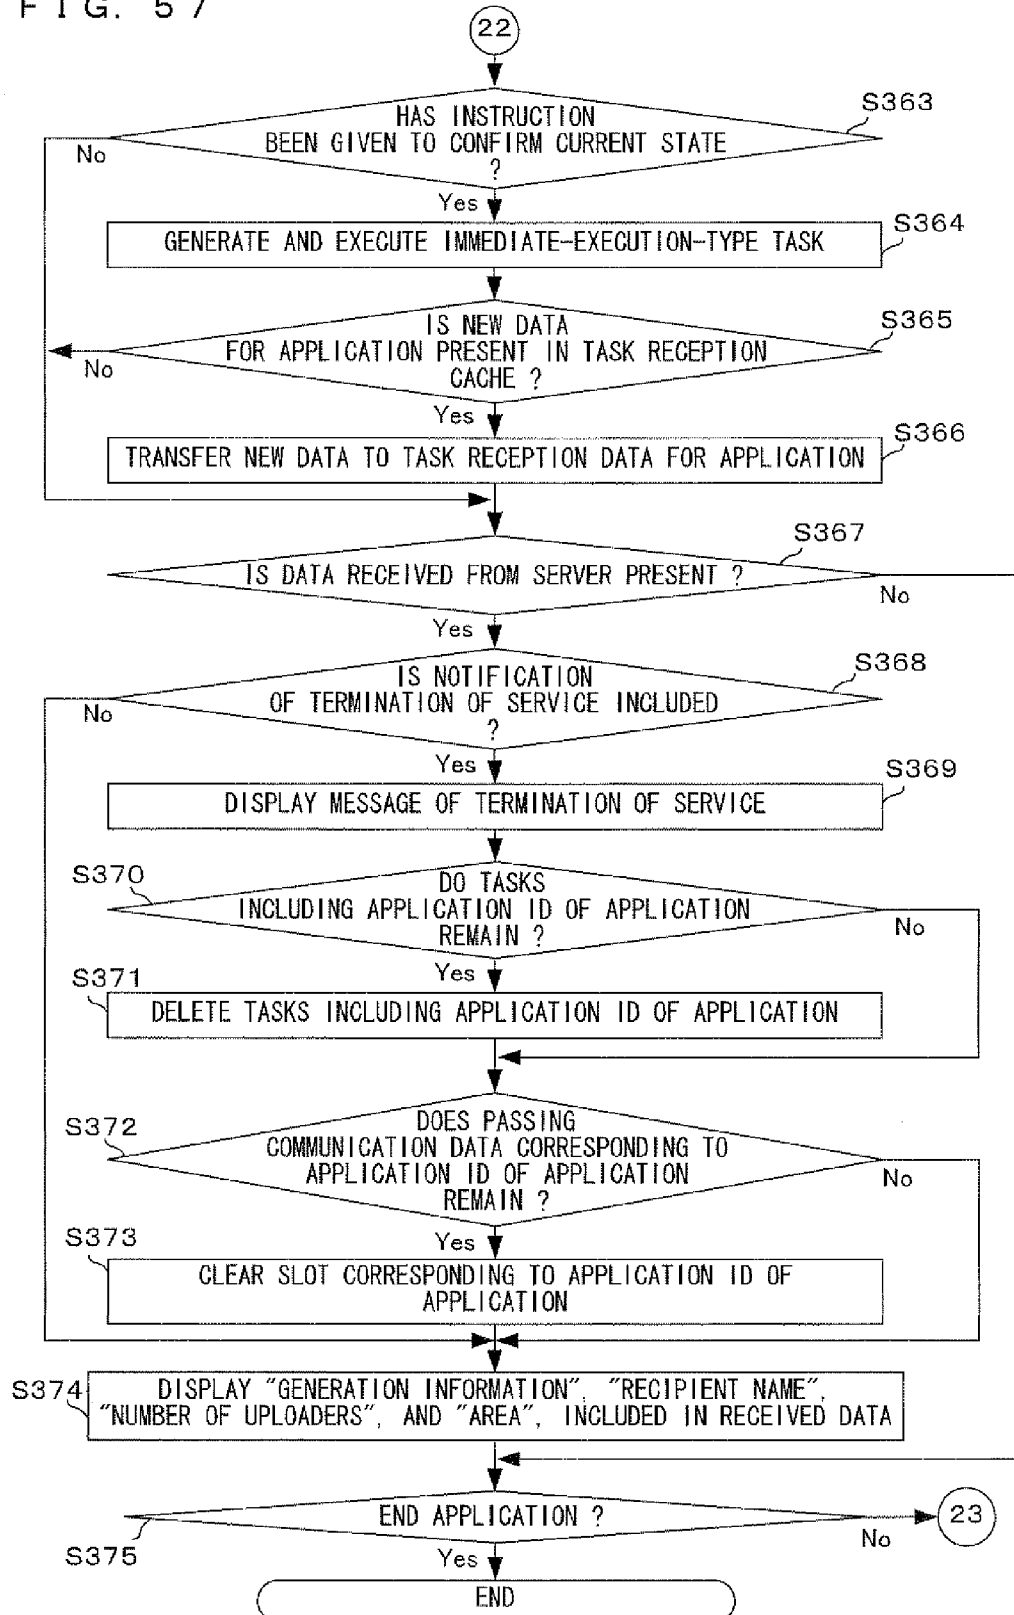 FIG. 57
22
HAS INSTRUCTION
BEEN GIVEN TO CONFIRM CURRENT STATE
?
S363
No
Yes
GENERATE AND EXECUTE IMMEDIATE-EXECUTION-TYPE TASK
S364
IS NEW DATA
FOR APPLICATION PRESENT IN TASK RECEPTION
CACHE ?
S365
No
Yes
TRANSFER NEW DATA TO TASK RECEPTION DATA FOR APPLICATION
S366
IS DATA RECEIVED FROM SERVER PRESENT ?
S367
No
Yes
IS NOTIFICATION
OF TERMINATION OF SERVICE INCLUDED
?
S368
No
Yes
DISPLAY MESSAGE OF TERMINATION OF SERVICE
S369
S370
DO TASKS
INCLUDING APPLICATION ID OF APPLICATION
REMAIN ?
No
Yes
S371
DELETE TASKS INCLUDING APPLICATION ID OF APPLICATION
S372
DOES PASSING
COMMUNICATION DATA CORRESPONDING TO
APPLICATION ID OF APPLICATION
REMAIN ?
No
Yes
S373
CLEAR SLOT CORRESPONDING TO APPLICATION ID OF
APPLICATION
S374
DISPLAY "GENERATION INFORMATION", "RECIPIENT NAME",
"NUMBER OF UPLOADERS", AND "AREA", INCLUDED IN RECEIVED DATA
END APPLICATION ?
S375
No
23
Yes
END